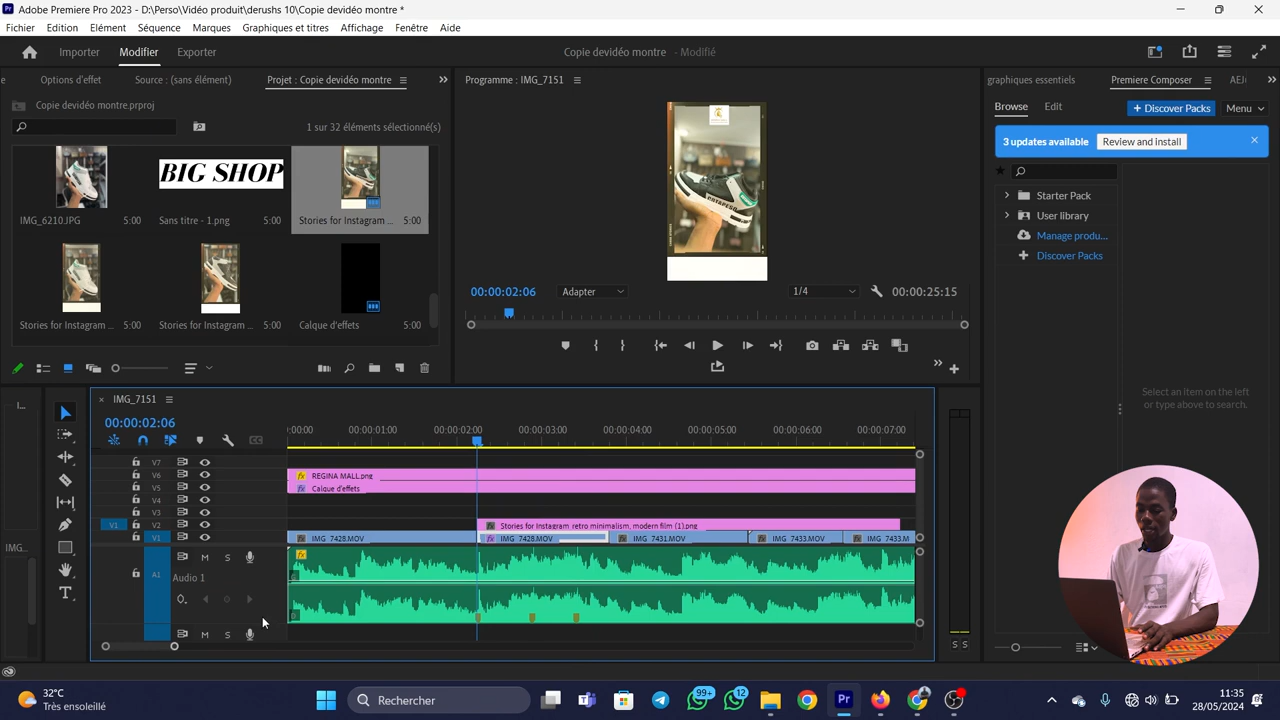 Adobe Premiere Pro 2023 - D:\Perso\Vidéo produit\derushs 10\Copie devidéo montre *
Fichier Edition Elément Séquence Marques Graphiques et titres Affichage Fenêtre Aide
Importer Modifier Exporter
Copie devidéo montre - Modifié
e Options d'effet Source : (sans élément) Projet : Copie devidéo montre
Copie devidéo montre.prproj
1 sur 32 éléments sélectionné(s)
BIG SHOP
IMG_6210.JPG 5:00 Sans titre - 1.png 5:00 Stories for Instagram ... 5:00
Stories for Instagram ... 5:00 Stories for Instagram ... 5:00 Calque d'effets 5:00
Programme : IMG_7151
00:00:02:06 Adapter 1/4 00:00:25:15
graphiques essentiels Premiere Composer AEJ
Browse Edit + Discover Packs Menu
3 updates available Review and install
Starter Pack
User library
Manage produ...
Discover Packs
Select an item on the left
or type above to search.
I...
IMG...
IMG_7151
00:00:02:06
:00:00 00:00:01:00 00:00:02:00 00:00:03:00 00:00:04:00 00:00:05:00 00:00:06:00 00:00:07:00
V7
V6 REGINA MALL.png
V5 Calque d'effets
V4
V3
V1 V2 Stories for Instagram retro minimalism, modern film (1).png
V1 IMG_7428.MOV IMG_7428.MOV IMG_7431.MOV IMG_7433.MOV IMG_7433.M
M S
A1 Audio 1
M S
S S
32°C
Très ensoleillé
Rechercher
99+
12
11:35
28/05/2024